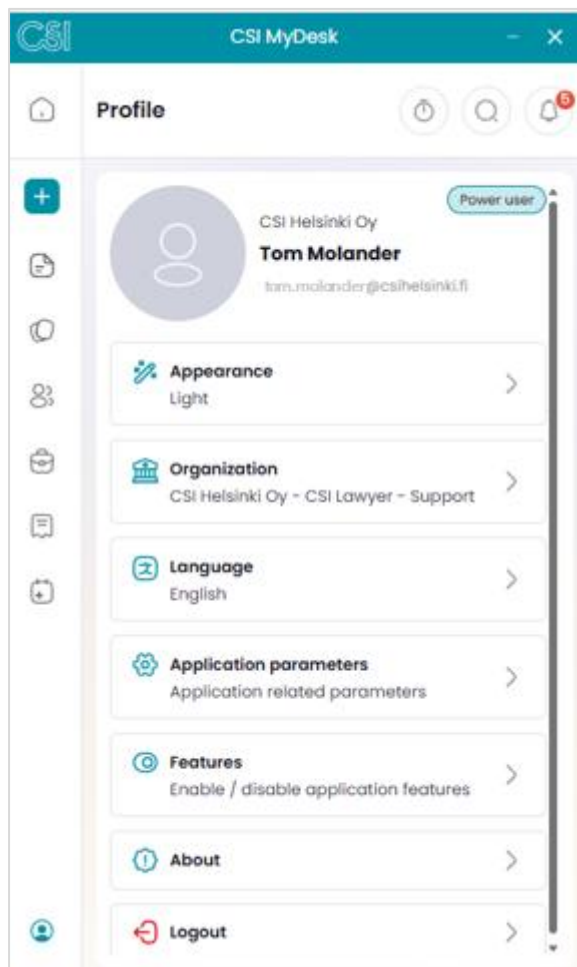 CSI
CSI MyDesk
Profile
5
Power user
CSI Helsinki Oy
Tom Molander
tom.molander@csihelsinki.fi
Appearance
Light
Organization
CSI Helsinki Oy - CSI Lawyer - Support
Language
English
Application parameters
Application related parameters
Features
Enable / disable application features
About
Logout